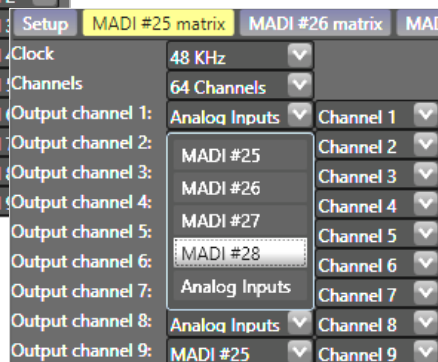 Setup MADI #25 matrix MADI #26 matrix MAD
Clock 48 KHz
Channels 64 Channels
Output channel 1: Analog Inputs Channel 1
Output channel 2: Channel 2
MADI #25
Output channel 3: Channel 3
MADI #26
Output channel 4: Channel 4
MADI #27
Output channel 5: Channel 5
MADI #28
Output channel 6: Channel 6
Analog Inputs
Output channel 7: Channel 7
Output channel 8: Analog Inputs Channel 8
Output channel 9: MADI #25 Channel 9